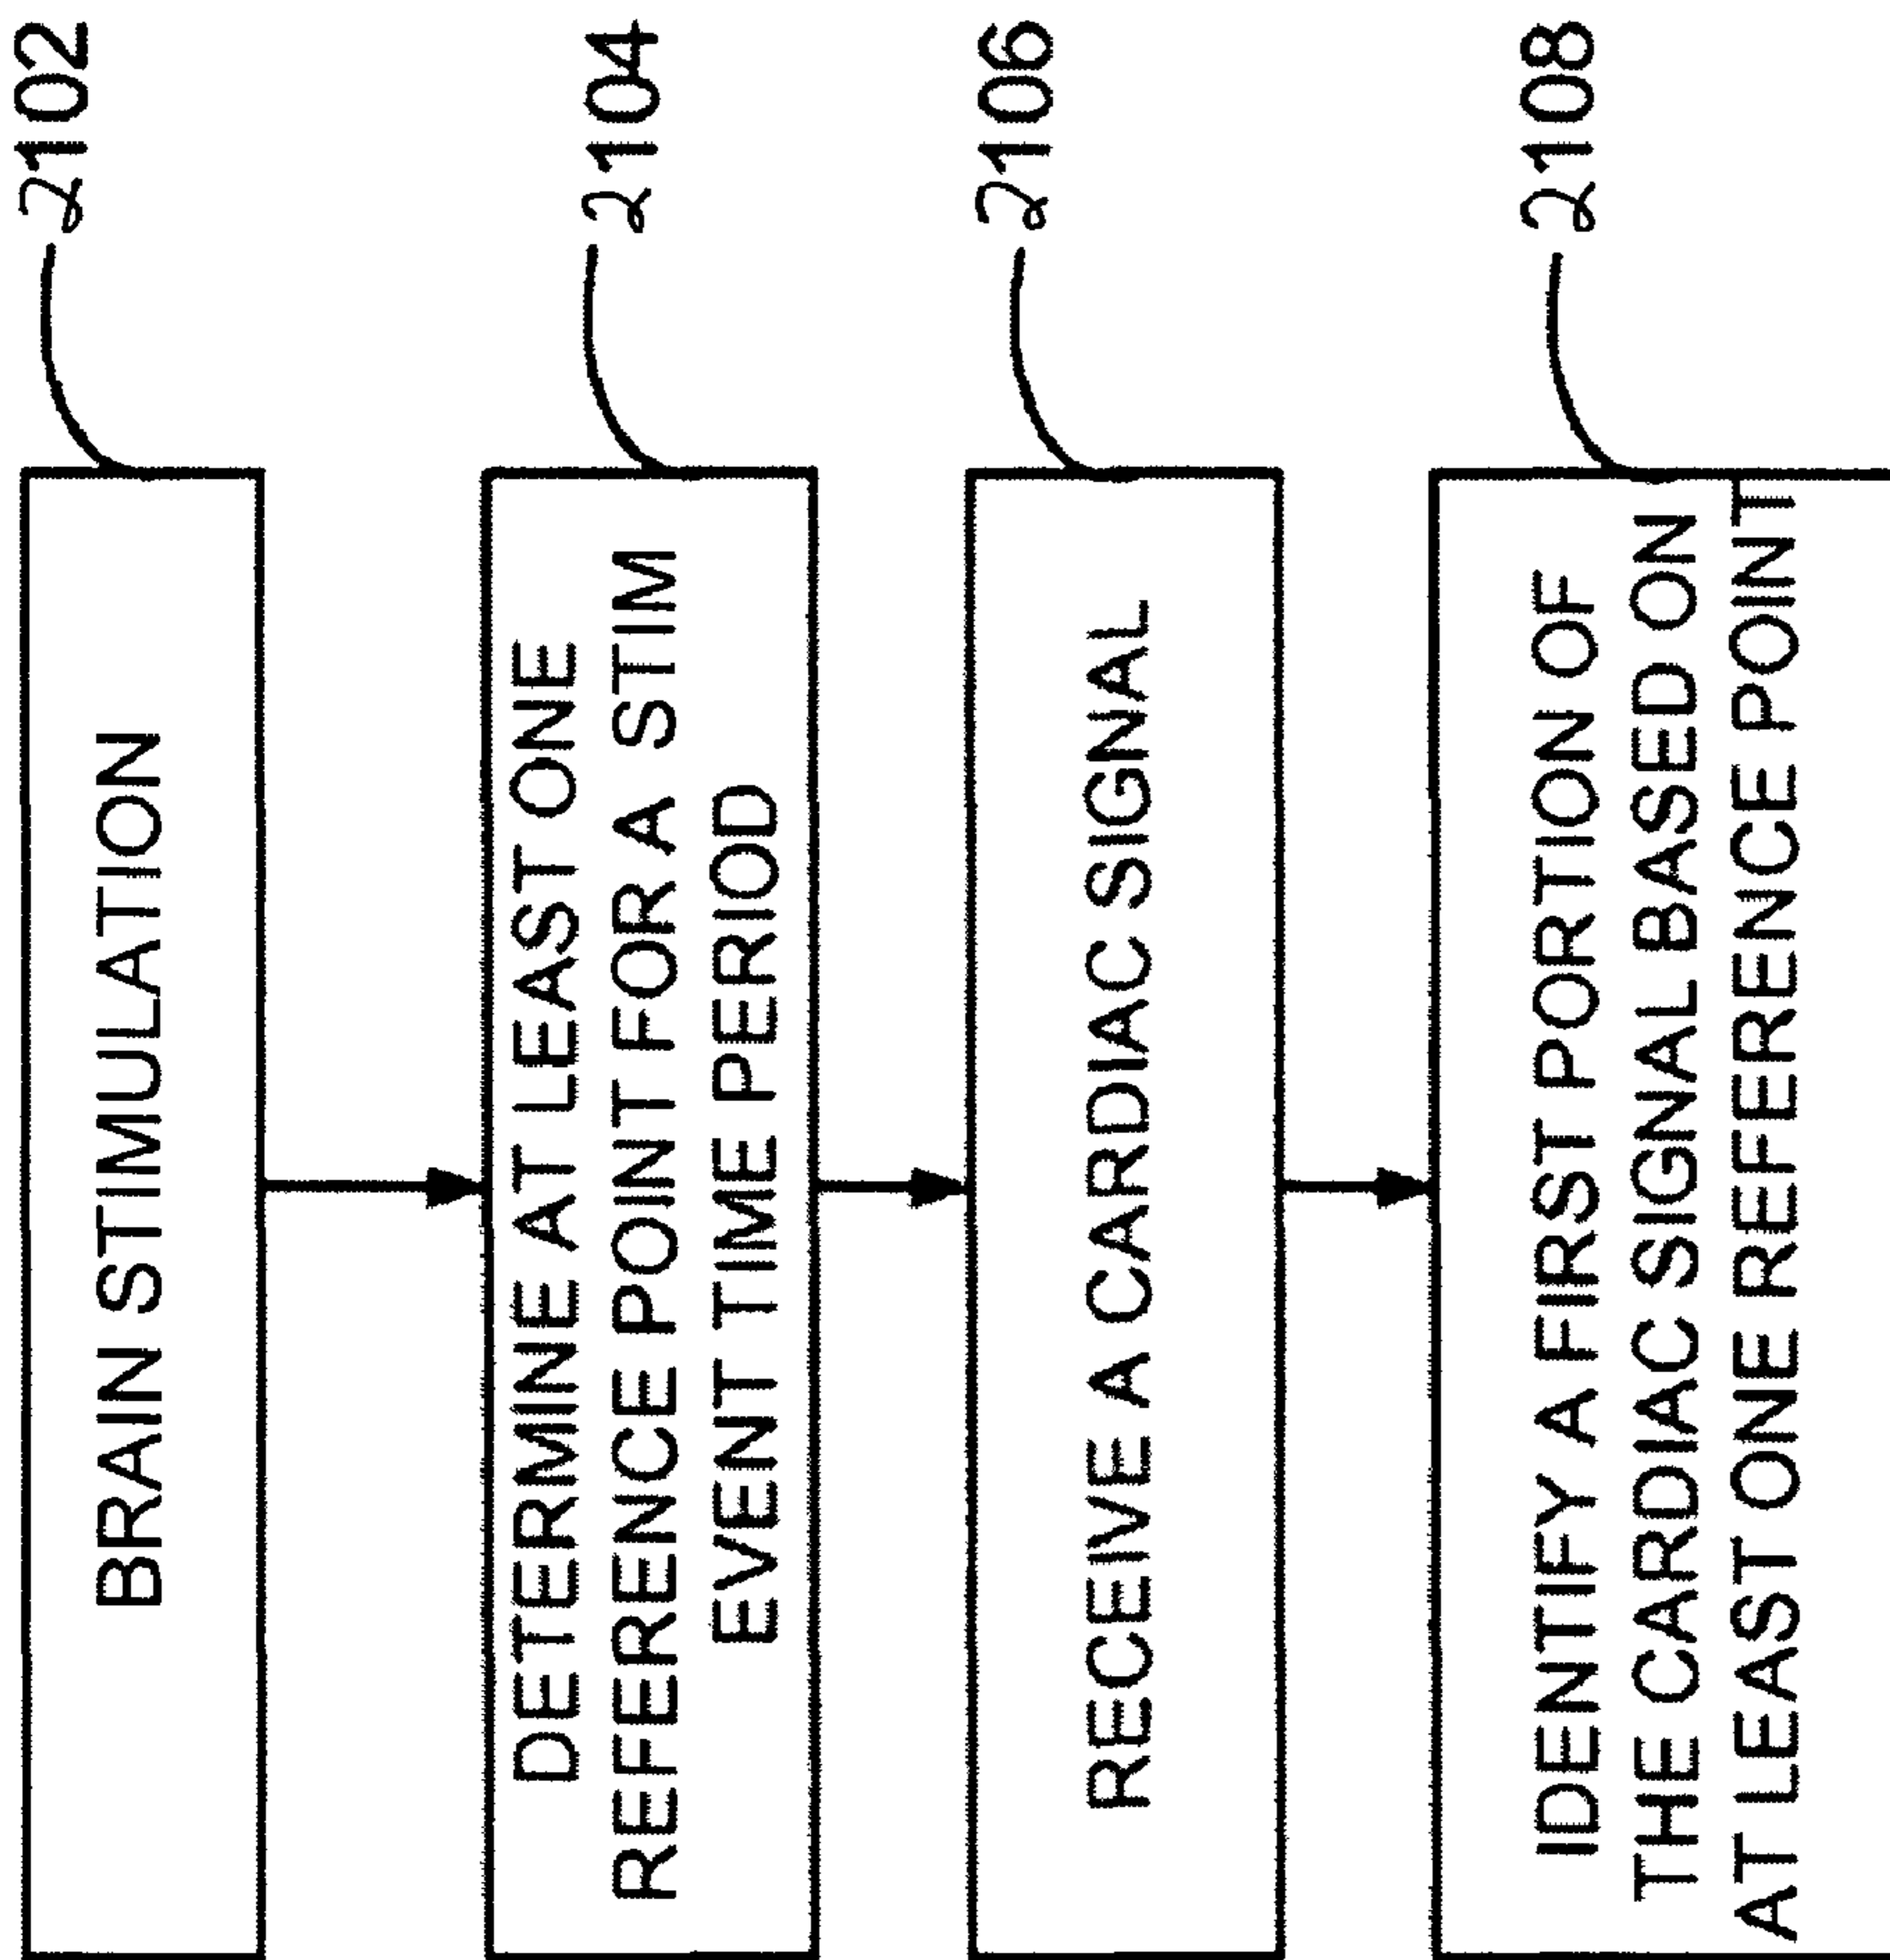 BRAIN STIMULATION
2102
DETERMINE AT LEAST ONE
REFERENCE POINT FOR A STIM
EVENT TIME PERIOD
2104
RECEIVE A CARDIAC SIGNAL
2106
IDENTIFY A FIRST PORTION OF
THE CARDIAC SIGNAL BASED ON
AT LEAST ONE REFERENCE POINT
2108